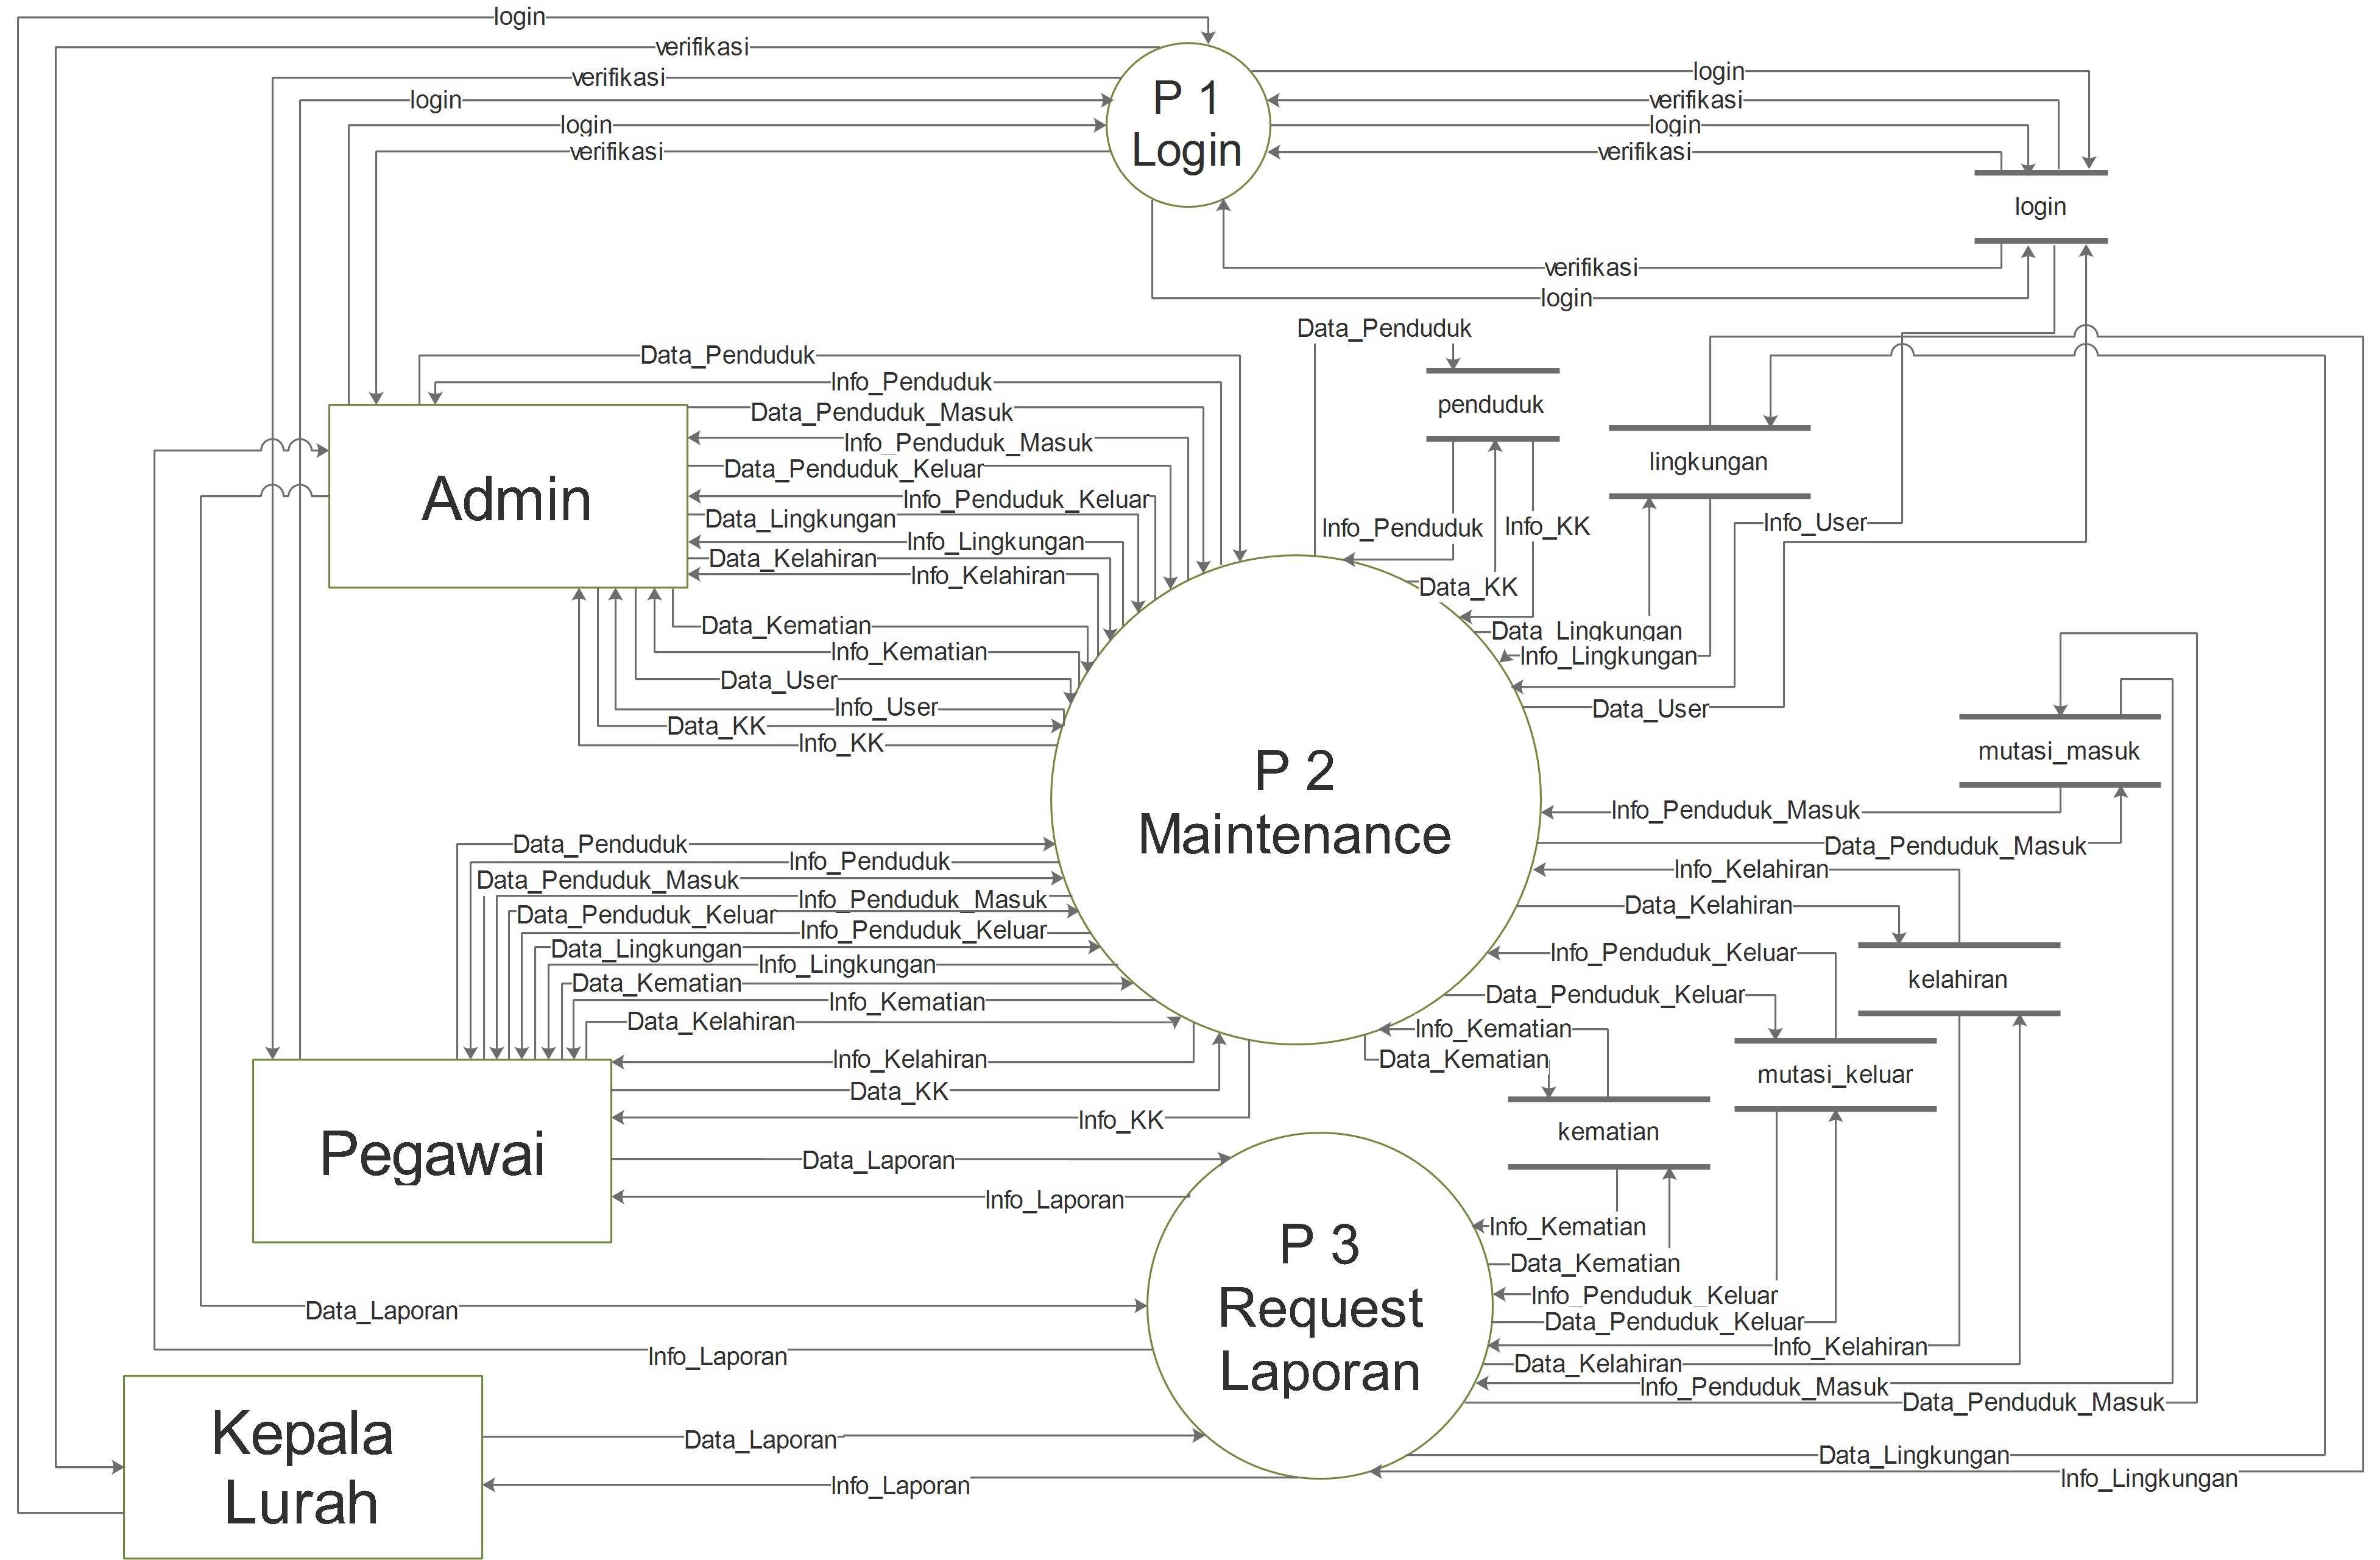 login
verifikasi
verifikasi
login
login
verifikasi
P 1
Login
login
verifikasi
login
verifikasi
login
verifikasi
login
Data_Penduduk
penduduk
lingkungan
Info_Penduduk
Info_KK
Info_User
Data_KK
Data_Lingkungan
Info_Lingkungan
Data_User
Data_Penduduk
Info_Penduduk
Data_Penduduk_Masuk
Info_Penduduk_Masuk
Data_Penduduk_Keluar
Info_Penduduk_Keluar
Data_Lingkungan
Info_Lingkungan
Data_Kelahiran
Info_Kelahiran
Admin
Data_Kematian
Info_Kematian
Data_User
Info_User
Data_KK
Info_KK
P 2
Maintenance
mutasi_masuk
Info_Penduduk_Masuk
Data_Penduduk_Masuk
Info_Kelahiran
Data_Kelahiran
Info_Penduduk_Keluar
kelahiran
Data_Penduduk_Keluar
Info_Kematian
Data_Kematian
mutasi_keluar
kematian
Data_Penduduk
Info_Penduduk
Data_Penduduk_Masuk
Info_Penduduk_Masuk
Data_Penduduk_Keluar
Info_Penduduk_Keluar
Data_Lingkungan
Info_Lingkungan
Data_Kematian
Info_Kematian
Data_Kelahiran
Info_Kelahiran
Data_KK
Info_KK
Pegawai
Data_Laporan
Info_Laporan
P 3
Request
Laporan
Info_Kematian
Data_Kematian
Info_Penduduk_Keluar
Data_Penduduk_Keluar
Info_Kelahiran
Data_Kelahiran
Info_Penduduk_Masuk
Data_Penduduk_Masuk
Data_Lingkungan
Info_Lingkungan
Data_Laporan
Info_Laporan
Kepala
Lurah
Data_Laporan
Info_Laporan